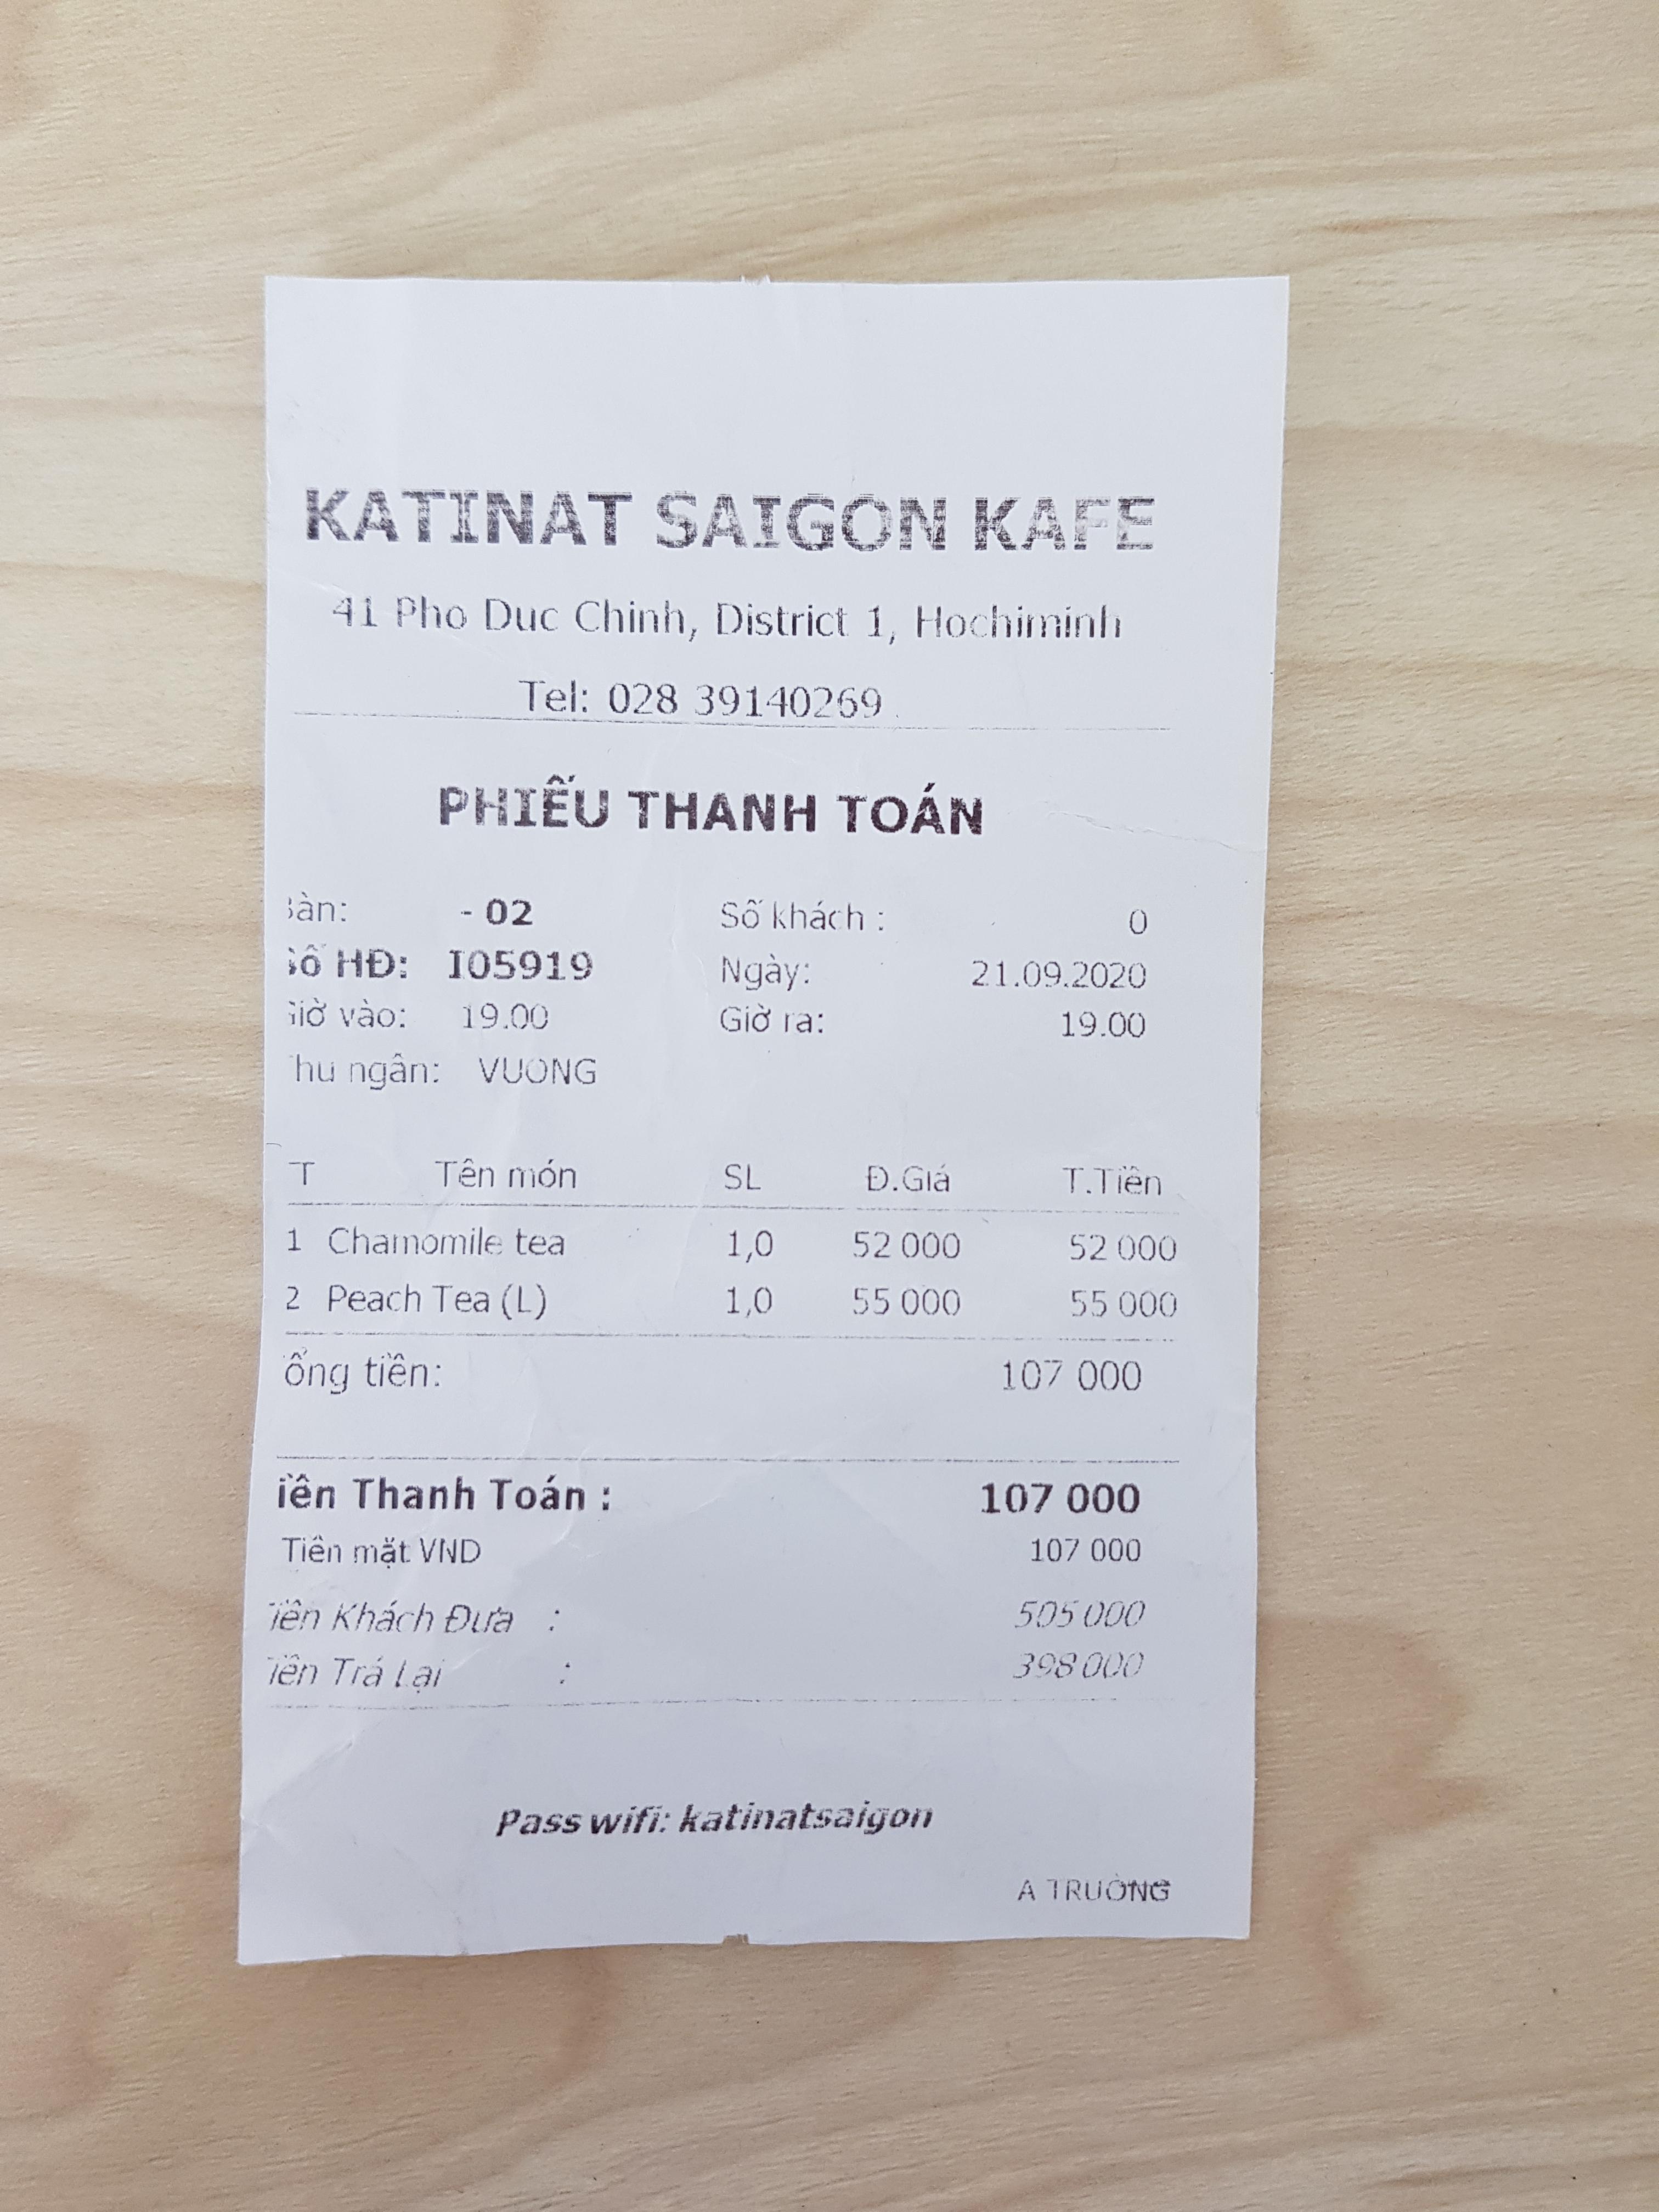 KATINAT SAIGON KAFE
41 Pho Duc Chinh, District 1, Hochiminh
Tel: 028 39140269
PHIẾU THANH TOÁN
Bàn: - 02 Số khách : 0
Số HĐ: I05919 Ngày: 21.09.2020
Giờ vào: 19.00 Giờ ra: 19.00
Thu ngân: VUONG
T Tên món SL Đ.Giá T.Tiền
1 Chamomile tea 1,0 52 000 52 000
2 Peach Tea (L) 1,0 55 000 55 000
ổng tiền: 107 000
iền Thanh Toán : 107 000
Tiền mặt VND 107 000
iền Khách Đưa : 505 000
iền Trả Lại : 398 000
Pass wifi: katinatsaigon
A TRUỜNG